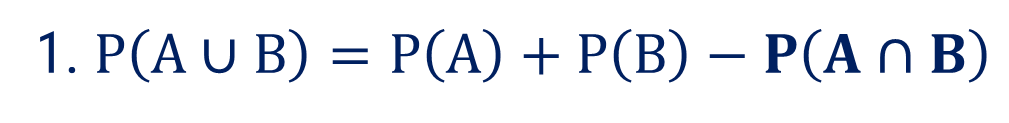 1. P(A ∪ B) = P(A) + P(B) − P(A ∩ B)